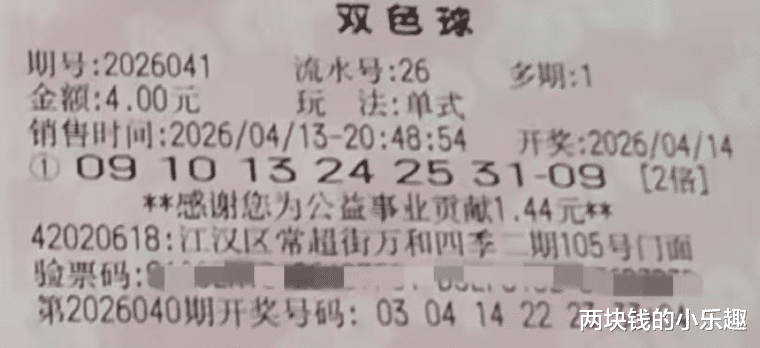 双色球
期号:2026041 流水号:26 多期:1
金额:4.00元 玩 法:单式
销售时间:2026/04/13-20:48:54 开奖:2026/04/14
① 09 10 13 24 25 31-09 [2倍]
**感谢您为公益事业贡献1.44元**
42020618:江汉区常超街万和四季二期105号门面
验票码:
第2026040期开奖号码: 03 04 14 22 23
两块钱的小乐趣